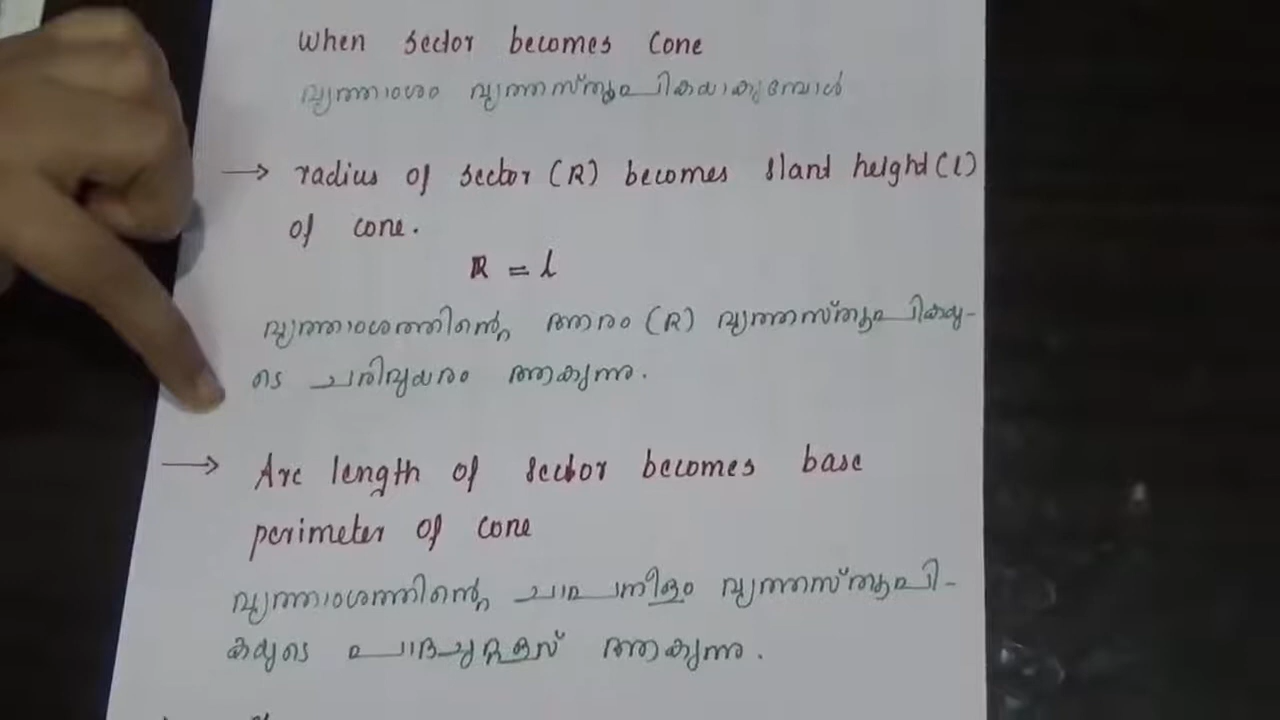 When sector becomes Cone
വൃത്താംശം വൃത്തസ്തൂപികയാകുമ്പോൾ
→ radius of sector (R) becomes slant height (l)
of cone.
R = l
വൃത്താംശത്തിന്റെ ആരം (R) വൃത്തസ്തൂപികയു-
ടെ ചരിവുയരം ആകുന്നു.
→ Arc length of sector becomes base
perimeter of cone
വൃത്താംശത്തിന്റെ ചാപനീളം വൃത്തസ്തൂപി-
കയുടെ പാദചുറ്റളവ് ആകുന്നു.